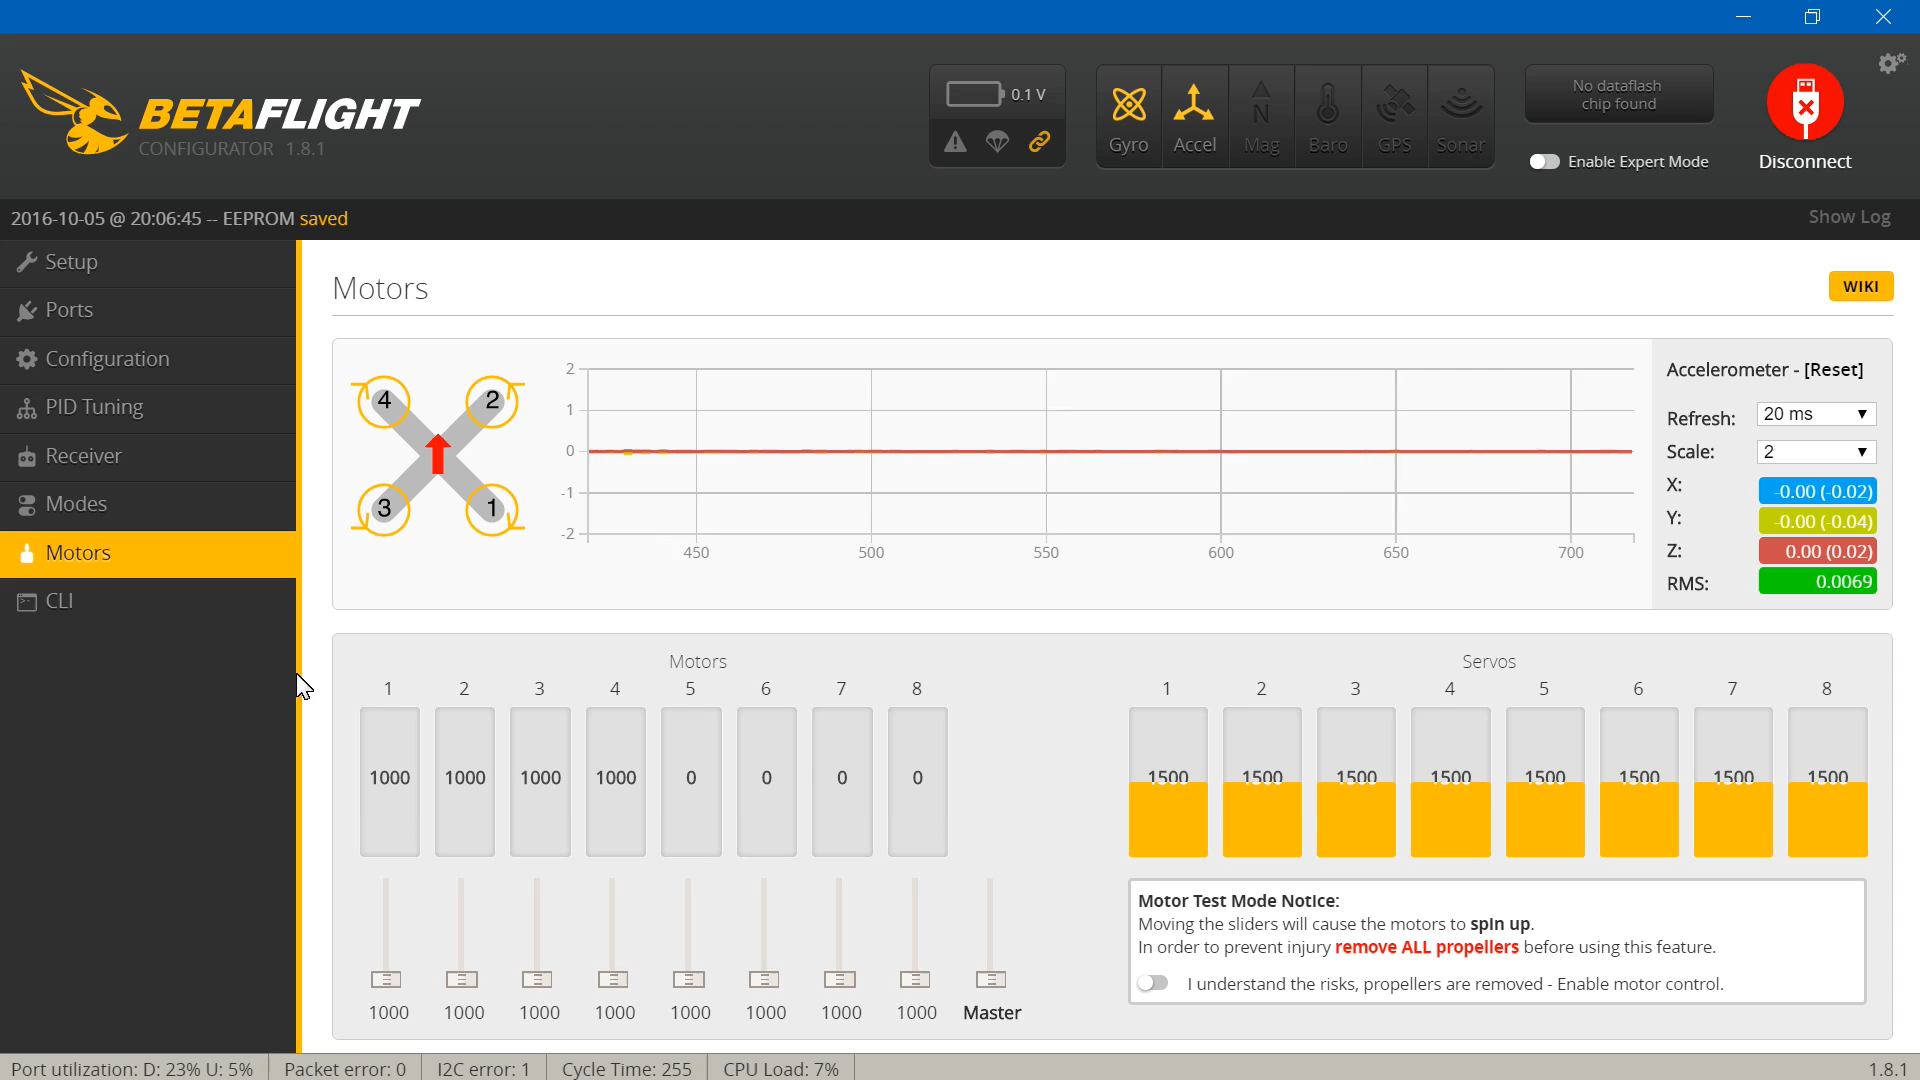 BETAFLIGHT
CONFIGURATOR 1.8.1
0.1 V
Gyro
Accel
N
Mag
Baro
GPS
Sonar
No dataflash
chip found
Enable Expert Mode
Disconnect
2016-10-05 @ 20:06:45 -- EEPROM saved
Show Log
Setup
Ports
Configuration
PID Tuning
Receiver
Modes
Motors
CLI
Motors
WIKI
4
2
3
1
2
1
0
-1
-2
450 500 550 600 650 700
Accelerometer - [Reset]
Refresh: 20 ms
Scale: 2
X: -0.00 (-0.02)
Y: -0.00 (-0.04)
Z: 0.00 (0.02)
RMS: 0.0069
Motors
1 2 3 4 5 6 7 8
1000 1000 1000 1000 0 0 0 0
1000 1000 1000 1000 1000 1000 1000 1000 Master
Servos
1 2 3 4 5 6 7 8
1500 1500 1500 1500 1500 1500 1500 1500
Motor Test Mode Notice:
Moving the sliders will cause the motors to spin up.
In order to prevent injury remove ALL propellers before using this feature.
I understand the risks, propellers are removed - Enable motor control.
Port utilization: D: 23% U: 5% Packet error: 0 I2C error: 1 Cycle Time: 255 CPU Load: 7% 1.8.1